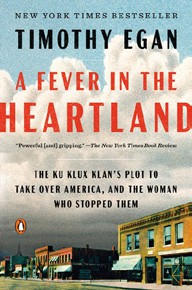 NEW YORK TIMES BESTSELLER
TIMOTHY EGAN
A FEVER IN THE
HEARTLAND
"Powerful [and] gripping." —The New York Times Book Review
THE KU KLUX KLAN'S PLOT TO
TAKE OVER AMERICA, AND THE WOMAN
WHO STOPPED THEM